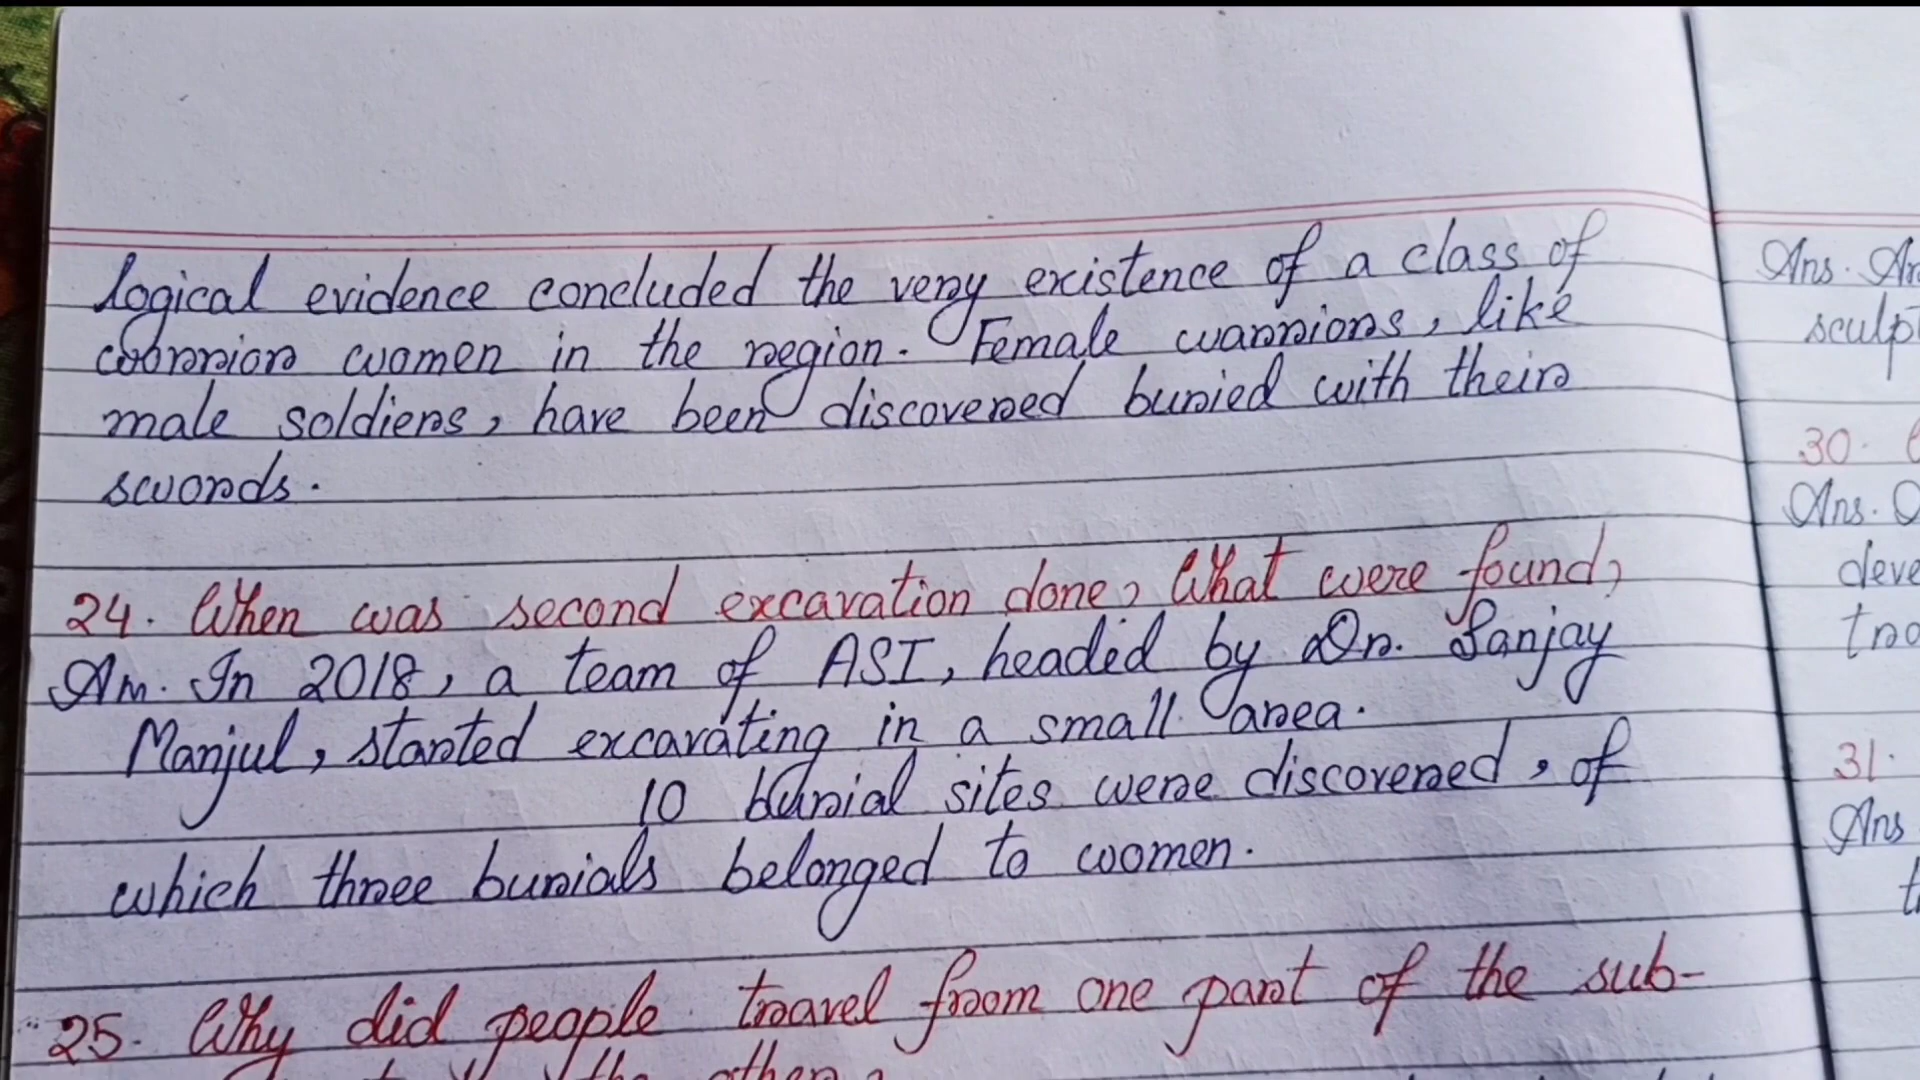 logical evidence concluded the very existence of a class of
warrior women in the region. Female warriors, like
male soldiers, have been discovered buried with their
swords.
24. When was second excavation done, What were found,
Ans. In 2018, a team of ASI, headed by Dr. Sanjay
Manjul, started excavating in a small area.
10 burial sites were discovered, of
which three burials belonged to women.
25. Why did people travel from one part of the sub-
the other?
Ans.
sculp
30.
Ans.
deve
31.
Ans